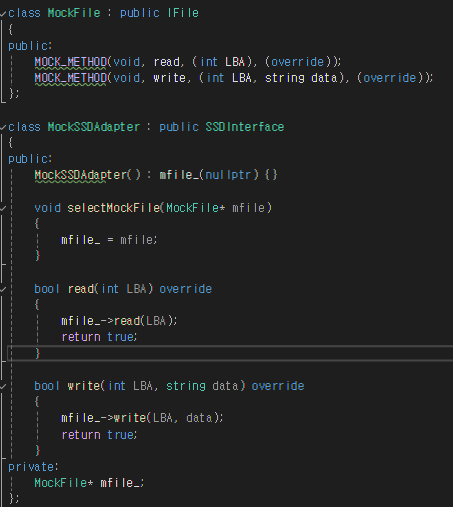 class MockFile : public IFile
{
public:
    MOCK_METHOD(void, read, (int LBA), (override));
    MOCK_METHOD(void, write, (int LBA, string data), (override));
};
class MockSSDAdapter : public SSDInterface
{
public:
    MockSSDAdapter() : mfile_(nullptr) {}
    void selectMockFile(MockFile* mfile)
    {
        mfile_ = mfile;
    }
    bool read(int LBA) override
    {
        mfile_->read(LBA);
        return true;
    }
    bool write(int LBA, string data) override
    {
        mfile_->write(LBA, data);
        return true;
    }
private:
    MockFile* mfile_;
};